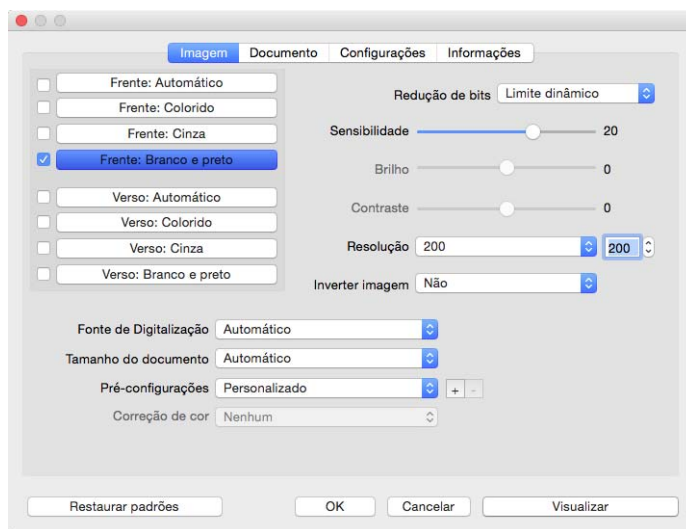 Imagem Documento Configurações Informações
Frente: Automático
Frente: Colorido
Frente: Cinza
Frente: Branco e preto
Verso: Automático
Verso: Colorido
Verso: Cinza
Verso: Branco e preto
Redução de bits Limite dinâmico
Sensibilidade 20
Brilho 0
Contraste 0
Resolução 200 200
Inverter imagem Não
Fonte de Digitalização Automático
Tamanho do documento Automático
Pré-configurações Personalizado + -
Correção de cor Nenhum
Restaurar padrões OK Cancelar Visualizar